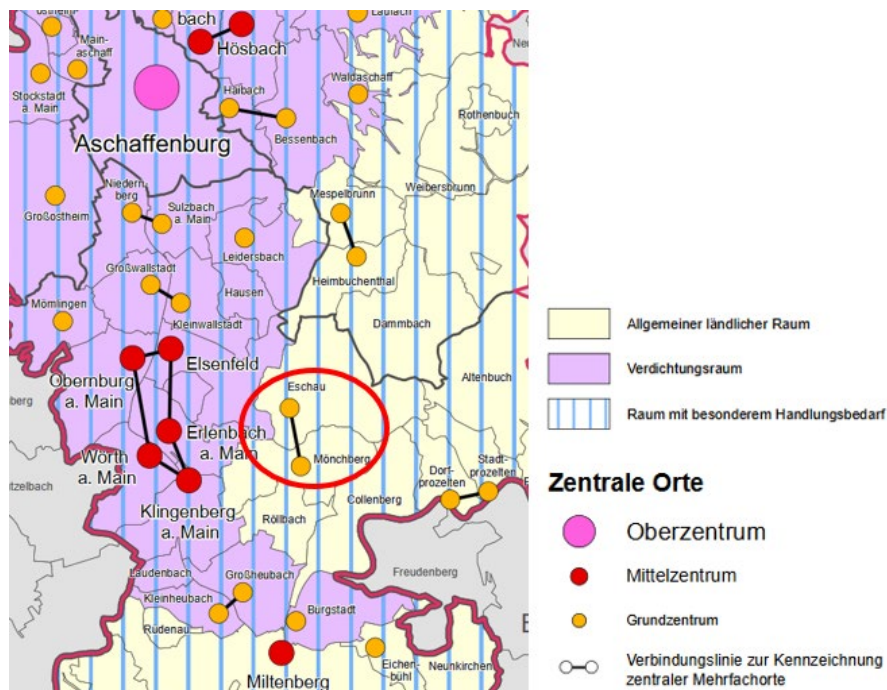 bach
Hösbach
Main-
aschaff
Stockstadt
a. Main
Haibach
Waldaschaff
Bessenbach
Rothenbuch
Aschaffenburg
Weibersbrunn
Niedern-
berg
Sulzbach
a. Main
Mespelbrunn
Großostheim
Leidersbach
Großwallstadt
Heimbuchenthal
Hausen
Mömlingen
Kleinwallstadt
Dammbach
Elsenfeld
Obernburg
a. Main
Eschau
Altenbuch
Erlenbach
a. Main
Wörth
a. Main
Mönchberg
Dorf-
prozelten
Stadt-
prozelten
Klingenberg
a. Main
Röllbach
Collenberg
Laudenbach
Großheubach
Freudenberg
Kleinheubach
Rüdenau
Bürgstadt
Miltenberg
Eichen-
bühl
Neunkirchen
Allgemeiner ländlicher Raum
Verdichtungsraum
Raum mit besonderem Handlungsbedarf
Zentrale Orte
Oberzentrum
Mittelzentrum
Grundzentrum
Verbindungslinie zur Kennzeichnung
zentraler Mehrfachorte